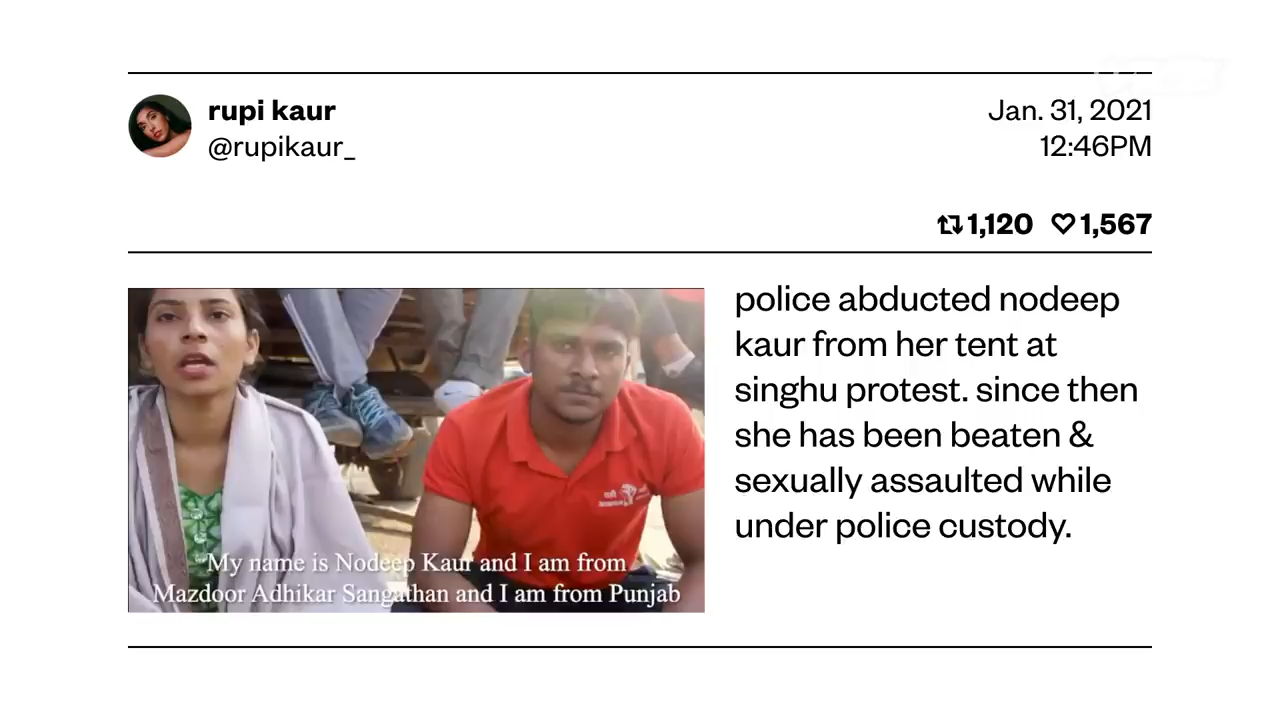 rupi kaur
@rupikaur_
Jan. 31, 2021
12:46PM
1,120 1,567
police abducted nodeep
kaur from her tent at
singhu protest. since then
she has been beaten &
sexually assaulted while
under police custody.
My name is Nodeep Kaur and I am from
Mazdoor Adhikar Sangathan and I am from Punjab